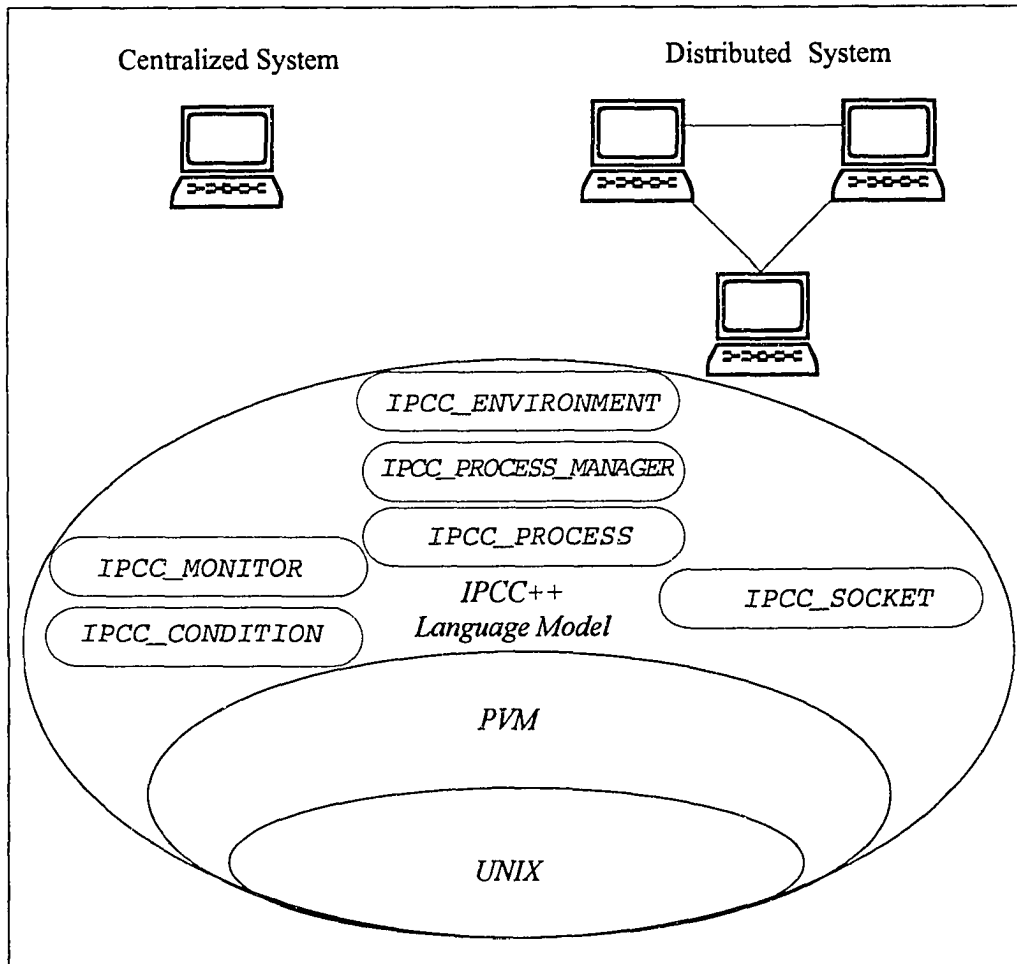 Centralized System
Distributed System
IPCC_ENVIRONMENT
IPCC_PROCESS_MANAGER
IPCC_PROCESS
IPCC_MONITOR
IPCC++
IPCC_SOCKET
Language Model
IPCC_CONDITION
PVM
UNIX